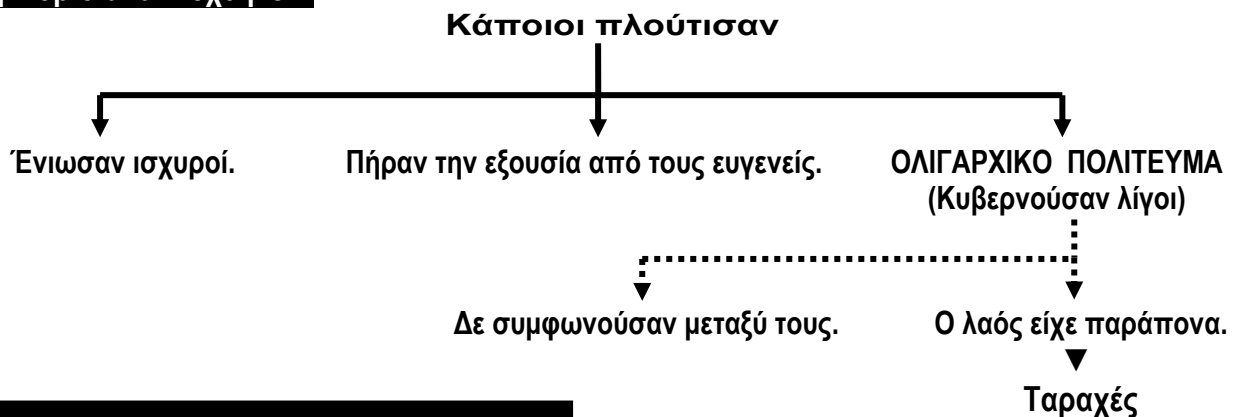 Κάποιοι πλούτισαν
Ένιωσαν ισχυροί. Πήραν την εξουσία από τους ευγενείς. ΟΛΙΓΑΡΧΙΚΟ ΠΟΛΙΤΕΥΜΑ
(Κυβερνούσαν λίγοι)
Δε συμφωνούσαν μεταξύ τους. Ο λαός είχε παράπονα.
Ταραχές